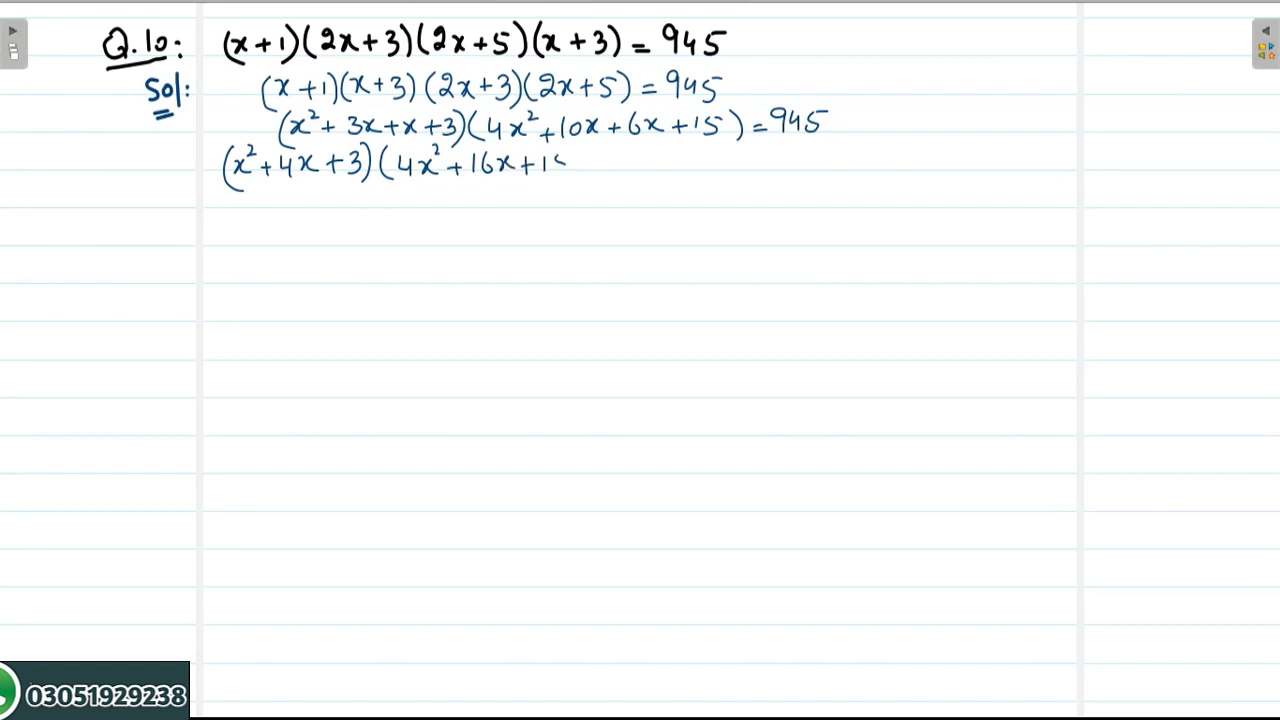 Q.10: (x+1)(2x+3)(2x+5)(x+3) = 945
Sol: (x+1)(x+3)(2x+3)(2x+5) = 945
(x²+3x+x+3)(4x²+10x+6x+15) = 945
(x²+4x+3)(4x²+16x+1
03051929238